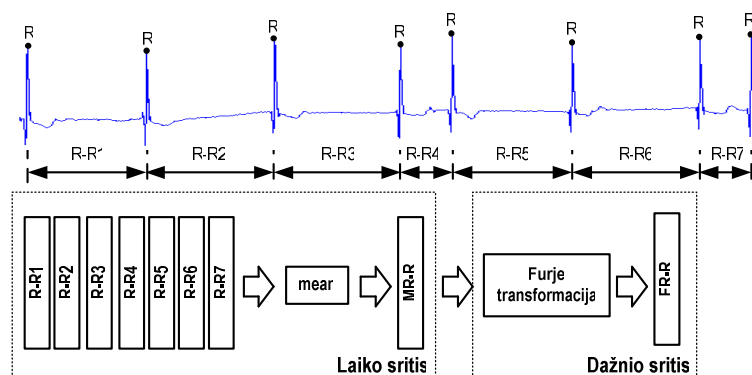 R R R R R R R R
R-R1 R-R2 R-R3 R-R4 R-R5 R-R6 R-R7
R-R1
R-R2
R-R3
R-R4
R-R5
R-R6
R-R7
mear
MR-R
Furje
transformacija
FR-R
Laiko sritis
Dažnio sritis